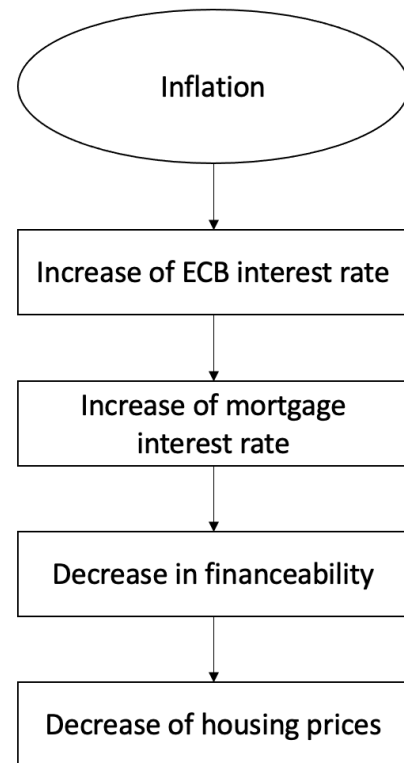 Inflation
Increase of ECB interest rate
Increase of mortgage
interest rate
Decrease in financeability
Decrease of housing prices